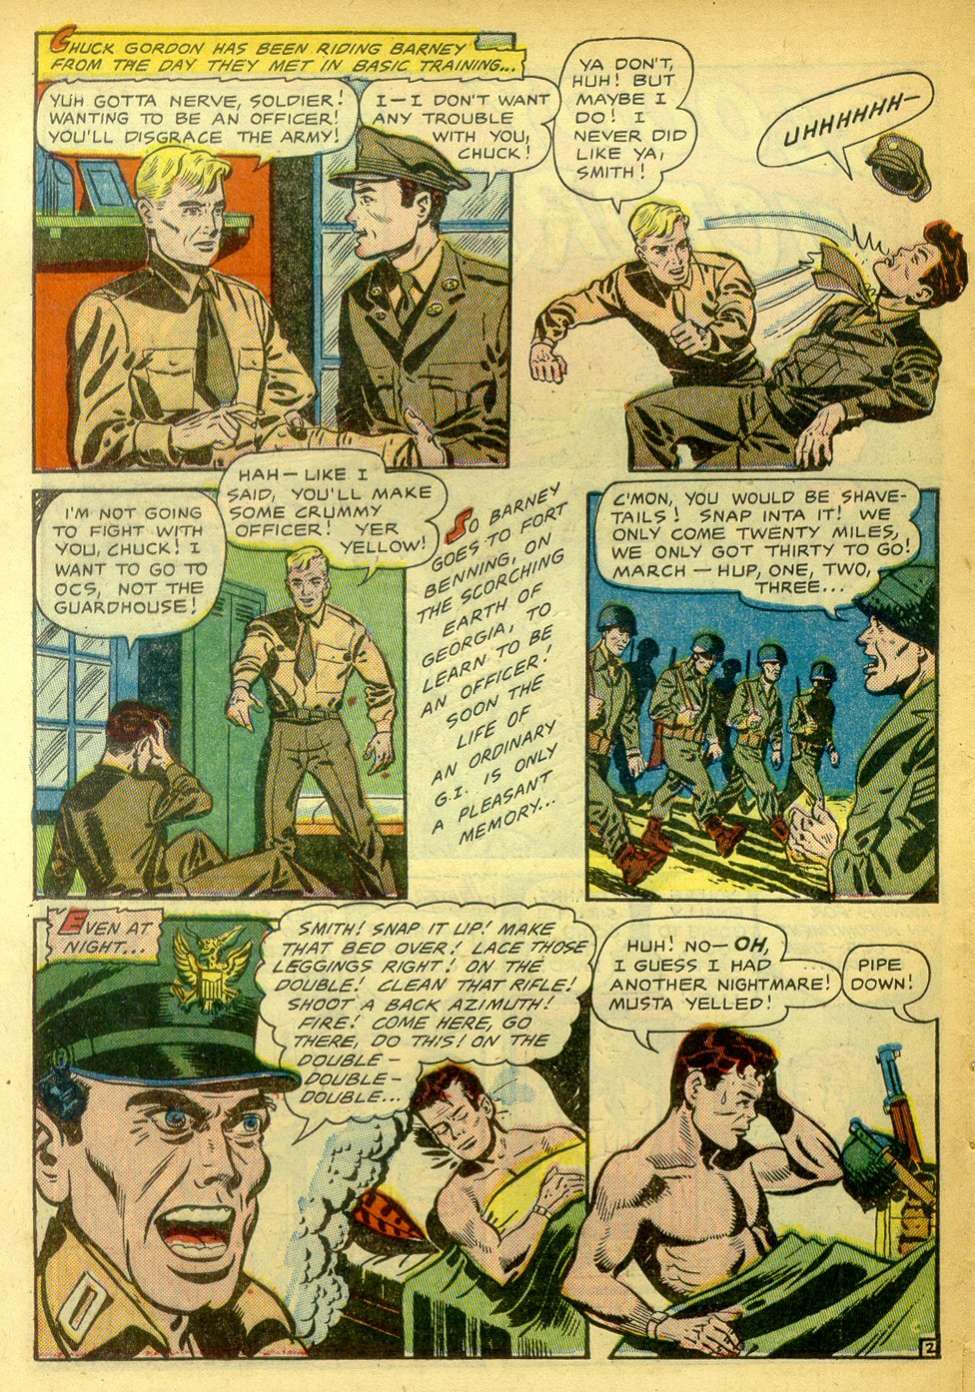 CHUCK GORDON HAS BEEN RIDING BARNEY
FROM THE DAY THEY MET IN BASIC TRAINING...
YUH GOTTA NERVE, SOLDIER!
WANTING TO BE AN OFFICER!
YOU'LL DISGRACE THE ARMY!
I-I DON'T WANT
ANY TROUBLE
WITH YOU,
CHUCK!
YA DON'T,
HUH! BUT
MAYBE I
DO! I
NEVER DID
LIKE YA,
SMITH!
UHHHHHH-
I'M NOT GOING
TO FIGHT WITH
YOU, CHUCK! I
WANT TO GO TO
OCS, NOT THE
GUARDHOUSE!
HAH-LIKE I
SAID, YOU'LL MAKE
SOME CRUMMY
OFFICER! YER
YELLOW!
SO BARNEY
GOES TO FORT
BENNING, ON
THE SCORCHING
EARTH OF
GEORGIA, TO
LEARN TO BE
AN OFFICER!
SOON THE
LIFE OF
AN ORDINARY
G.I. IS ONLY
A PLEASANT
MEMORY...
C'MON, YOU WOULD BE SHAVE-
TAILS! SNAP INTA IT! WE
ONLY COME TWENTY MILES,
WE ONLY GOT THIRTY TO GO!
MARCH-HUP, ONE, TWO,
THREE...
EVEN AT
NIGHT...
SMITH! SNAP IT UP! MAKE
THAT BED OVER! LACE THOSE
LEGGINGS RIGHT! ON THE
DOUBLE! CLEAN THAT RIFLE!
SHOOT A BACK AZIMUTH!
FIRE! COME HERE, GO
THERE, DO THIS! ON THE
DOUBLE-
DOUBLE-
DOUBLE...
HUH! NO-OH,
I GUESS I HAD
ANOTHER NIGHTMARE!
MUSTA YELLED!
PIPE
DOWN!
2